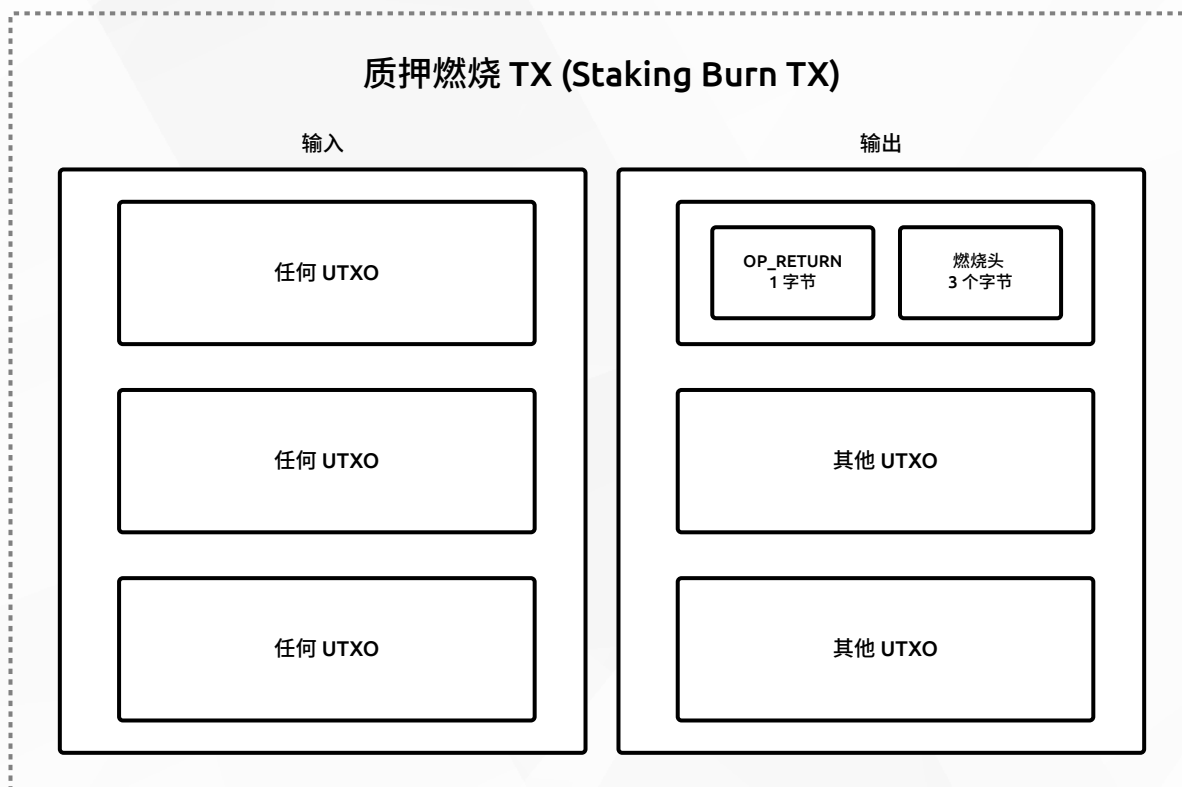 质押燃烧 TX (Staking Burn TX)
输入
任何 UTXO
任何 UTXO
任何 UTXO
输出
OP_RETURN
1 字节
燃烧头
3 个字节
其他 UTXO
其他 UTXO